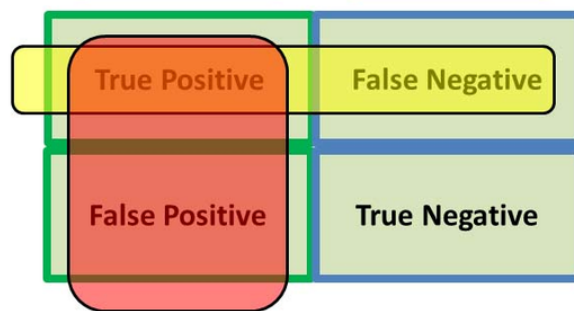 True Positive
False Negative
False Positive
True Negative